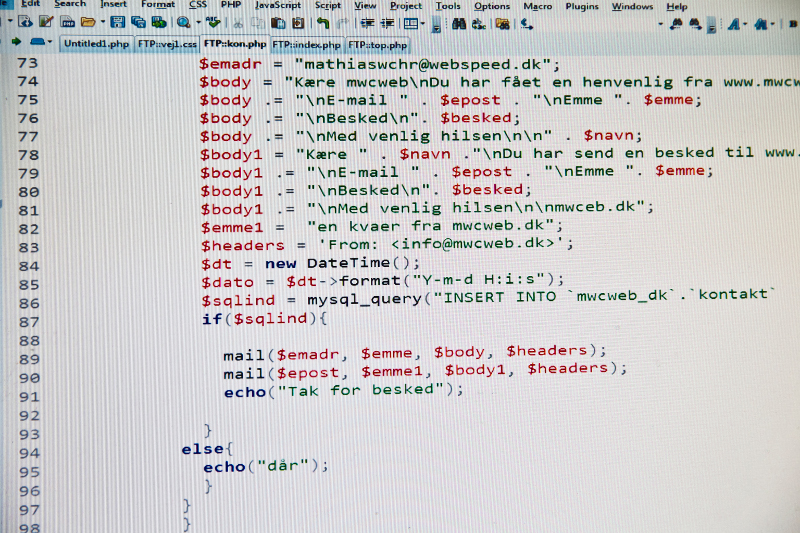 Edit Search Insert Format CSS PHP JavaScript Script View Project Tools Options Macro Plugins Windows Help
Untitled1.php FTP::vej1.css FTP::kon.php FTP::index.php FTP::top.php
73 $emadr = "mathiaswchr@webspeed.dk";
74 $body = "Kære mwcweb\nDu har fået en henvenlig fra www.mwcw
75 $body .= "\nE-mail " . $epost . "\nEmme ". $emme;
76 $body .= "\nBesked\n". $besked;
77 $body .= "\nMed venlig hilsen\n\n" . $navn;
78 $body1 = "Kære " . $navn ."\nDu har send en besked til www.
79 $body1 .= "\nE-mail " . $epost . "\nEmme ". $emme;
80 $body1 .= "\nBesked\n". $besked;
81 $body1 .= "\nMed venlig hilsen\n\nmwceb.dk";
82 $emme1 = "en kvaer fra mwcweb.dk";
83 $headers = 'From: <info@mwcweb.dk>';
84 $dt = new DateTime();
85 $dato = $dt->format("Y-m-d H:i:s");
86 $sqlind = mysql_query("INSERT INTO `mwcweb_dk`.`kontakt`
87 if($sqlind){
88
89 mail($emadr, $emme, $body, $headers);
90 mail($epost, $emme1, $body1, $headers);
91 echo("Tak for besked");
92
93 }
94 else{
95 echo("dår");
96 }
97 }
98 }